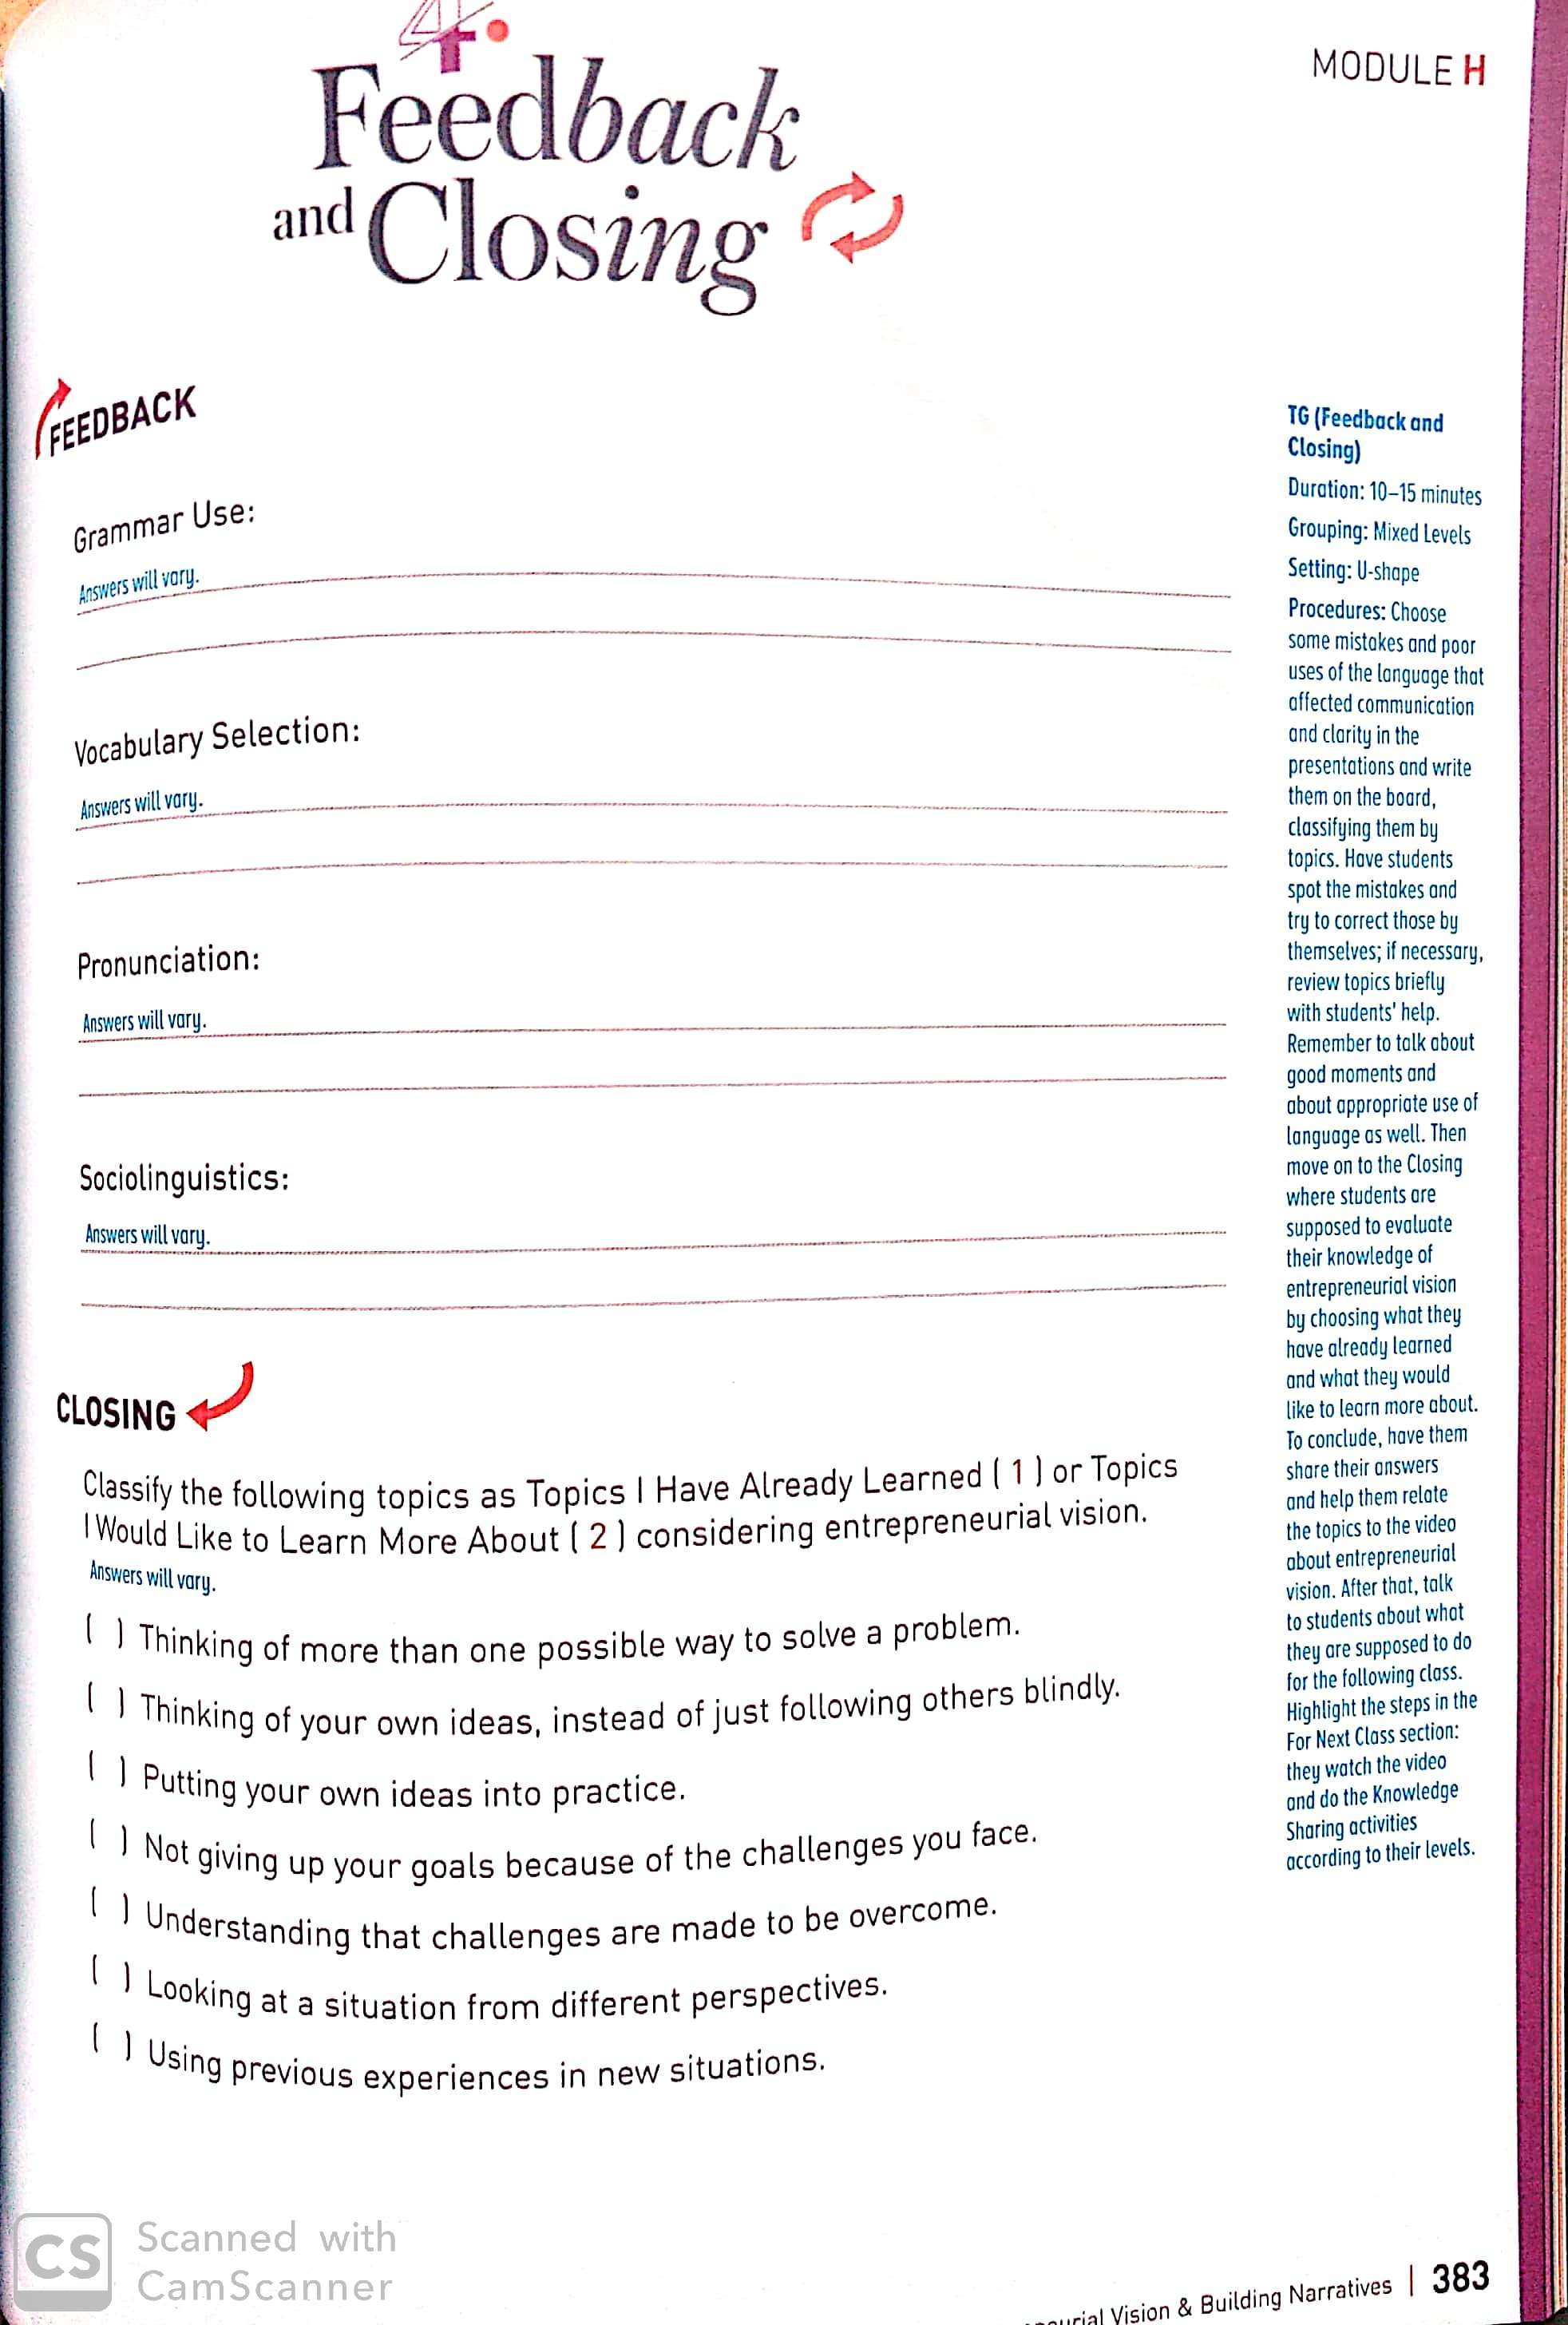 4.
Feedback
and Closing
MODULE H
FEEDBACK
Grammar Use:
Answers will vary.
Vocabulary Selection:
Answers will vary.
Pronunciation:
Answers will vary.
Sociolinguistics:
Answers will vary.
CLOSING
Classify the following topics as Topics I Have Already Learned ( 1 ) or Topics
I Would Like to Learn More About ( 2 ) considering entrepreneurial vision.
Answers will vary.
( ) Thinking of more than one possible way to solve a problem.
( ) Thinking of your own ideas, instead of just following others blindly.
( ) Putting your own ideas into practice.
( ) Not giving up your goals because of the challenges you face.
( ) Understanding that challenges are made to be overcome.
( ) Looking at a situation from different perspectives.
( ) Using previous experiences in new situations.
TG (Feedback and
Closing)
Duration: 10–15 minutes
Grouping: Mixed Levels
Setting: U-shape
Procedures: Choose
some mistakes and poor
uses of the language that
affected communication
and clarity in the
presentations and write
them on the board,
classifying them by
topics. Have students
spot the mistakes and
try to correct those by
themselves; if necessary,
review topics briefly
with students' help.
Remember to talk about
good moments and
about appropriate use of
language as well. Then
move on to the Closing
where students are
supposed to evaluate
their knowledge of
entrepreneurial vision
by choosing what they
have already learned
and what they would
like to learn more about.
To conclude, have them
share their answers
and help them relate
the topics to the video
about entrepreneurial
vision. After that, talk
to students about what
they are supposed to do
for the following class.
Highlight the steps in the
For Next Class section:
they watch the video
and do the Knowledge
Sharing activities
according to their levels.
CS
Scanned with
CamScanner
Vision & Building Narratives | 383